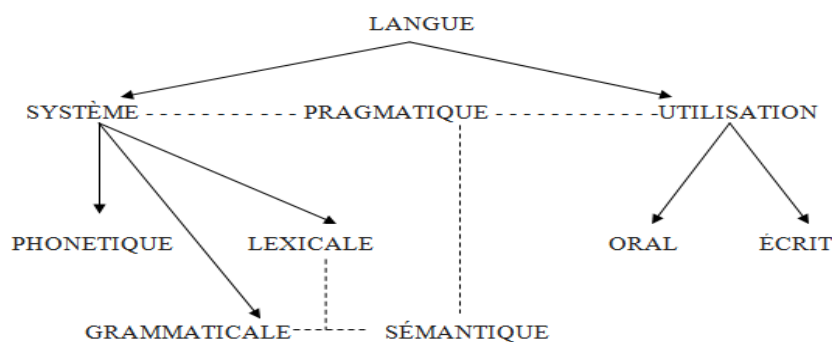 LANGUE
SYSTÈME PRAGMATIQUE UTILISATION
PHONETIQUE LEXICALE ORAL ÉCRIT
GRAMMATICALE SÉMANTIQUE